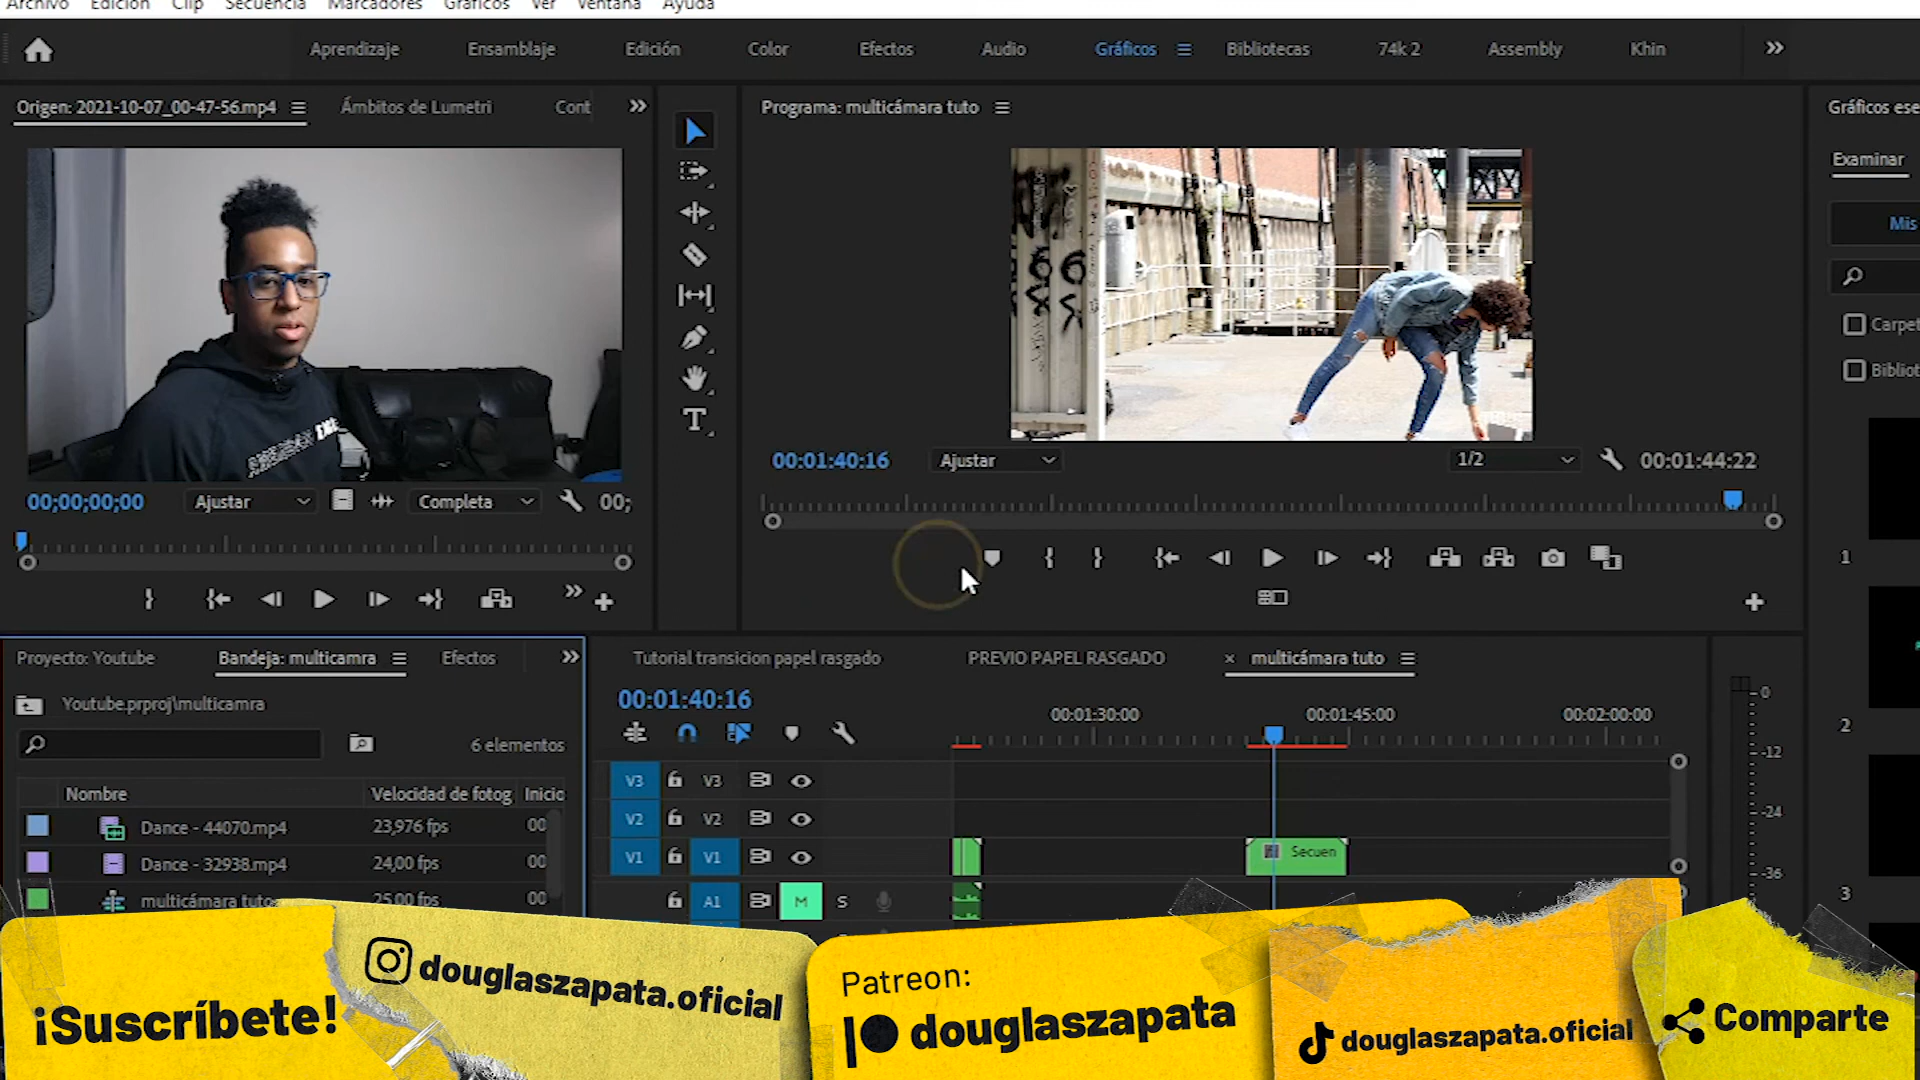 Archivo Edición Clip Secuencia Marcadores Gráficos Ver Ventana Ayuda
Aprendizaje Ensamblaje Edición Color Efectos Audio Gráficos Bibliotecas 74k 2 Assembly Khin
Origen: 2021-10-07_00-47-56.mp4 Ámbitos de Lumetri Cont
Programa: multicámara tuto
Gráficos ese
Examinar
Mis
Carpet
Bibliot
00:01:40:16 Ajustar 1/2 00:01:44:22
00;00;00;00 Ajustar Completa 00;
1
2
3
Proyecto: Youtube Bandeja: multicamra Efectos
Tutorial transicion papel rasgado PREVIO PAPEL RASGADO × multicámara tuto
Youtube.prproj\multicamra
6 elementos
Nombre Velocidad de fotog Inicio
Dance - 44070.mp4 23,976 fps 00
Dance - 32938.mp4 24,00 fps 00
multicámara tuto 25,00 fps 00
00:01:40:16
00:01:30:00 00:01:45:00 00:02:00:00
V3 V3
V2 V2
V1 V1 Secuen
A1 M S
-0
-12
-24
-36
¡Suscríbete!
douglaszapata.oficial
Patreon:
douglaszapata
douglaszapata.oficial
Comparte